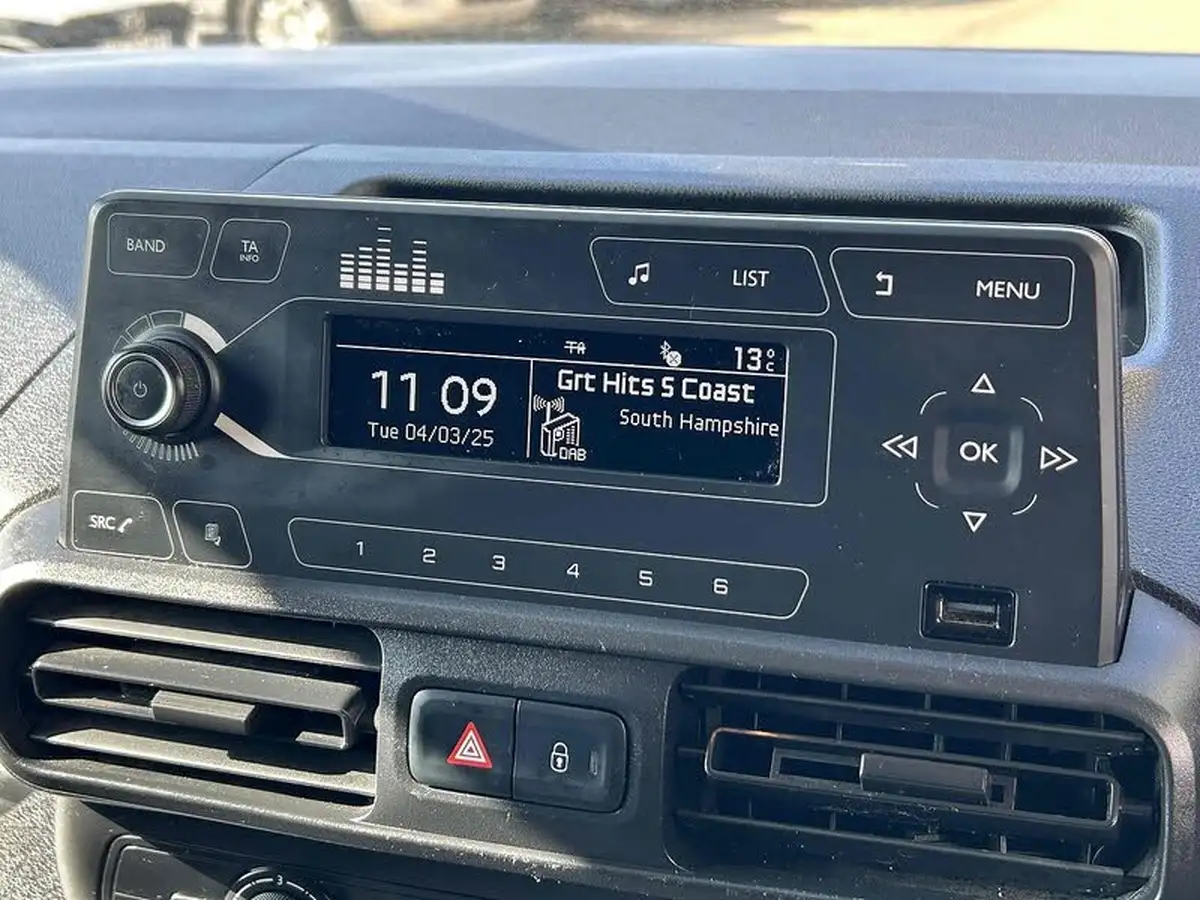 BAND
TA
INFO
LIST
MENU
TA
13°C
11 09
Grt Hits S Coast
Tue 04/03/25
South Hampshire
DAB
OK
SRC
1 2 3 4 5 6
3